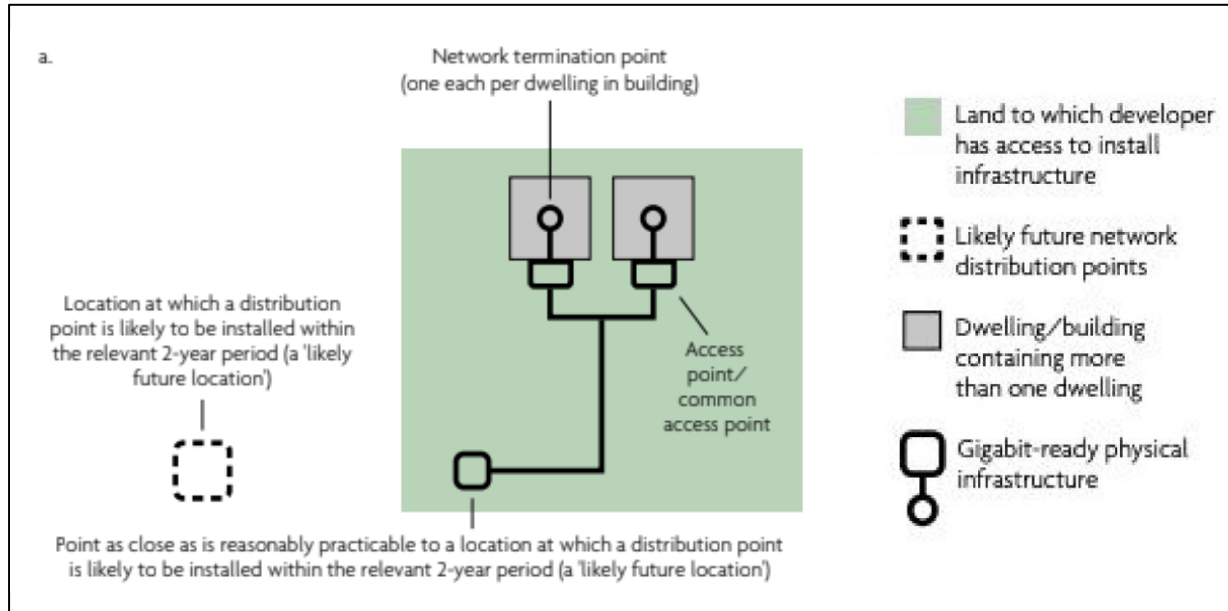 a.
Network termination point
(one each per dwelling in building)
Location at which a distribution
point is likely to be installed within
the relevant 2-year period (a 'likely
future location')
Access
point/
common
access point
Point as close as is reasonably practicable to a location at which a distribution point
is likely to be installed within the relevant 2-year period (a 'likely future location')
Land to which developer
has access to install
infrastructure
Likely future network
distribution points
Dwelling/building
containing more
than one dwelling
Gigabit-ready physical
infrastructure